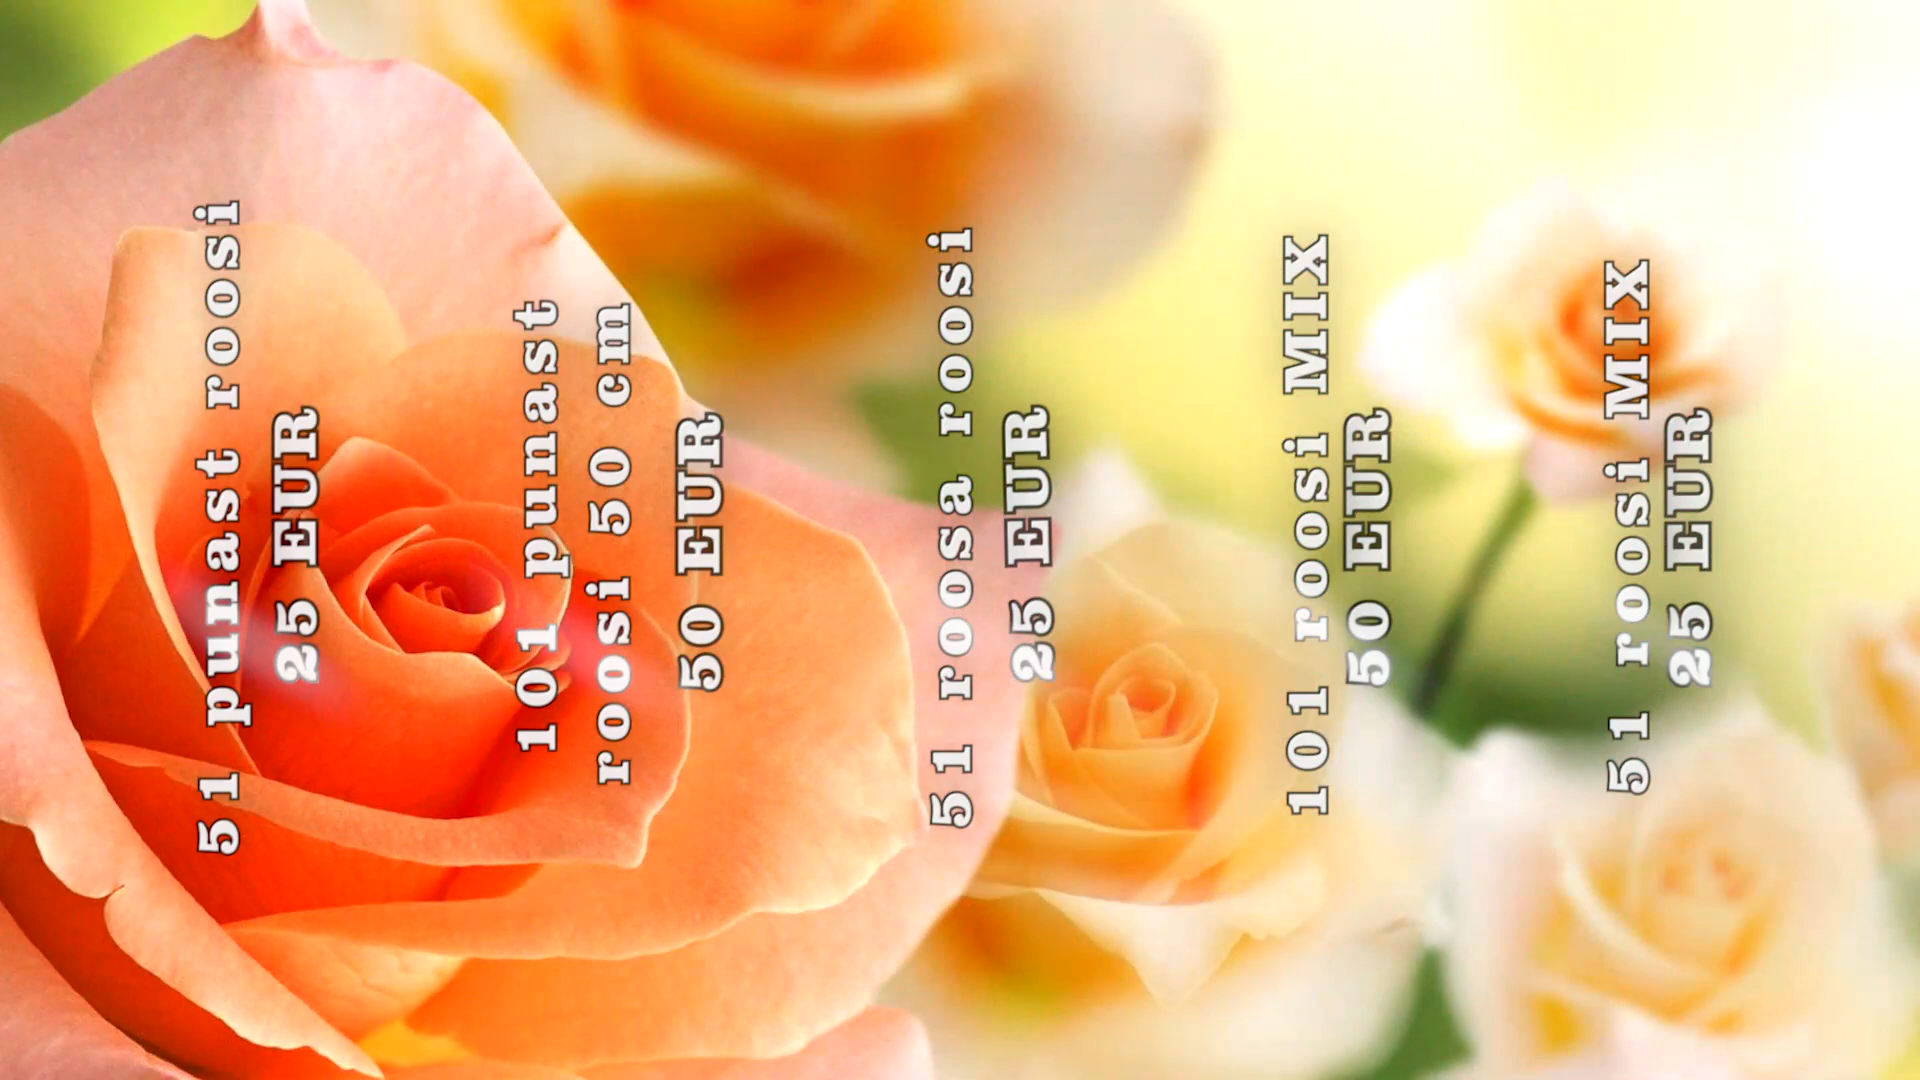 51 punast roosi
25 EUR
101 punast
roosi 50 cm
50 EUR
51 roosa roosi
25 EUR
101 roosi MIX
50 EUR
51 roosi MIX
25 EUR